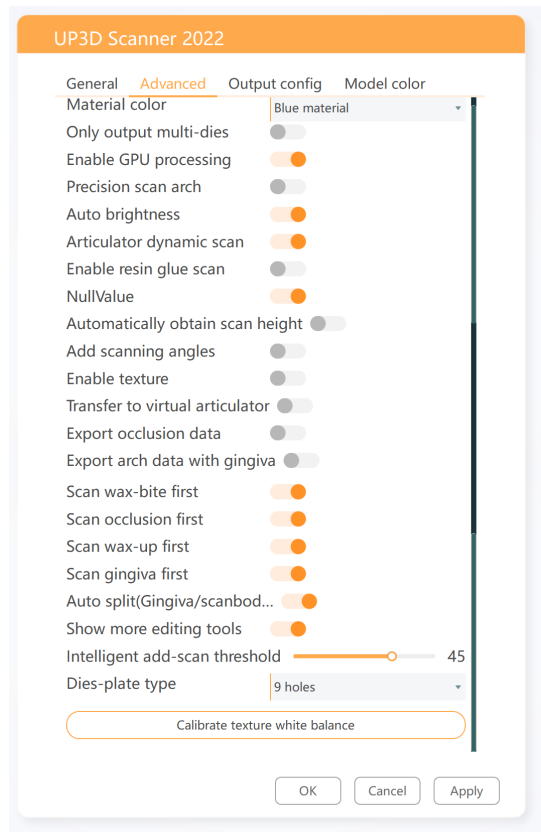 UP3D Scanner 2022
General Advanced Output config Model color
Material color Blue material
Only output multi-dies
Enable GPU processing
Precision scan arch
Auto brightness
Articulator dynamic scan
Enable resin glue scan
NullValue
Automatically obtain scan height
Add scanning angles
Enable texture
Transfer to virtual articulator
Export occlusion data
Export arch data with gingiva
Scan wax-bite first
Scan occlusion first
Scan wax-up first
Scan gingiva first
Auto split(Gingiva/scanbod...
Show more editing tools
Intelligent add-scan threshold 45
Dies-plate type 9 holes
Calibrate texture white balance
OK Cancel Apply